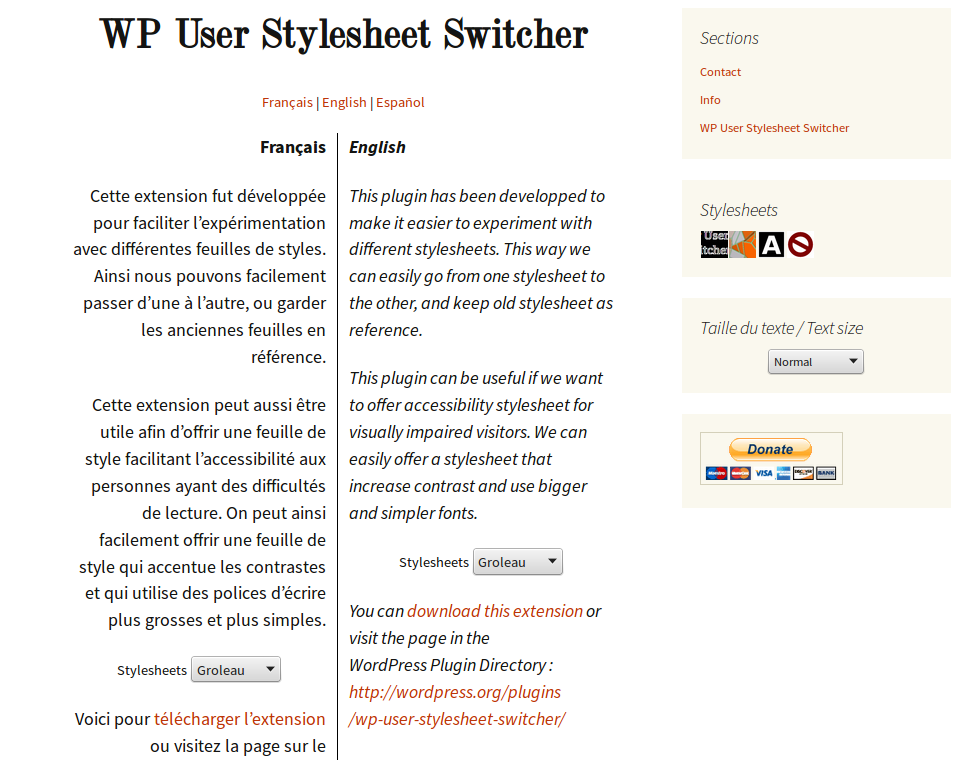 WP User Stylesheet Switcher
Français | English | Español
Français
Cette extension fut développée
pour faciliter l’expérimentation
avec différentes feuilles de styles.
Ainsi nous pouvons facilement
passer d’une à l’autre, ou garder
les anciennes feuilles en
référence.
Cette extension peut aussi être
utile afin d’offrir une feuille de
style facilitant l’accessibilité aux
personnes ayant des difficultés
de lecture. On peut ainsi
facilement offrir une feuille de
style qui accentue les contrastes
et qui utilise des polices d’écrire
plus grosses et plus simples.
Stylesheets Groleau
Voici pour télécharger l’extension
ou visitez la page sur le
English
This plugin has been developped to
make it easier to experiment with
different stylesheets. This way we
can easily go from one stylesheet to
the other, and keep old stylesheet as
reference.
This plugin can be useful if we want
to offer accessibility stylesheet for
visually impaired visitors. We can
easily offer a stylesheet that
increase contrast and use bigger
and simpler fonts.
Stylesheets Groleau
You can download this extension or
visit the page in the
WordPress Plugin Directory :
http://wordpress.org/plugins
/wp-user-stylesheet-switcher/
Sections
Contact
Info
WP User Stylesheet Switcher
Stylesheets
User
itcher
A
Taille du texte / Text size
Normal
Donate
VISA
BANK